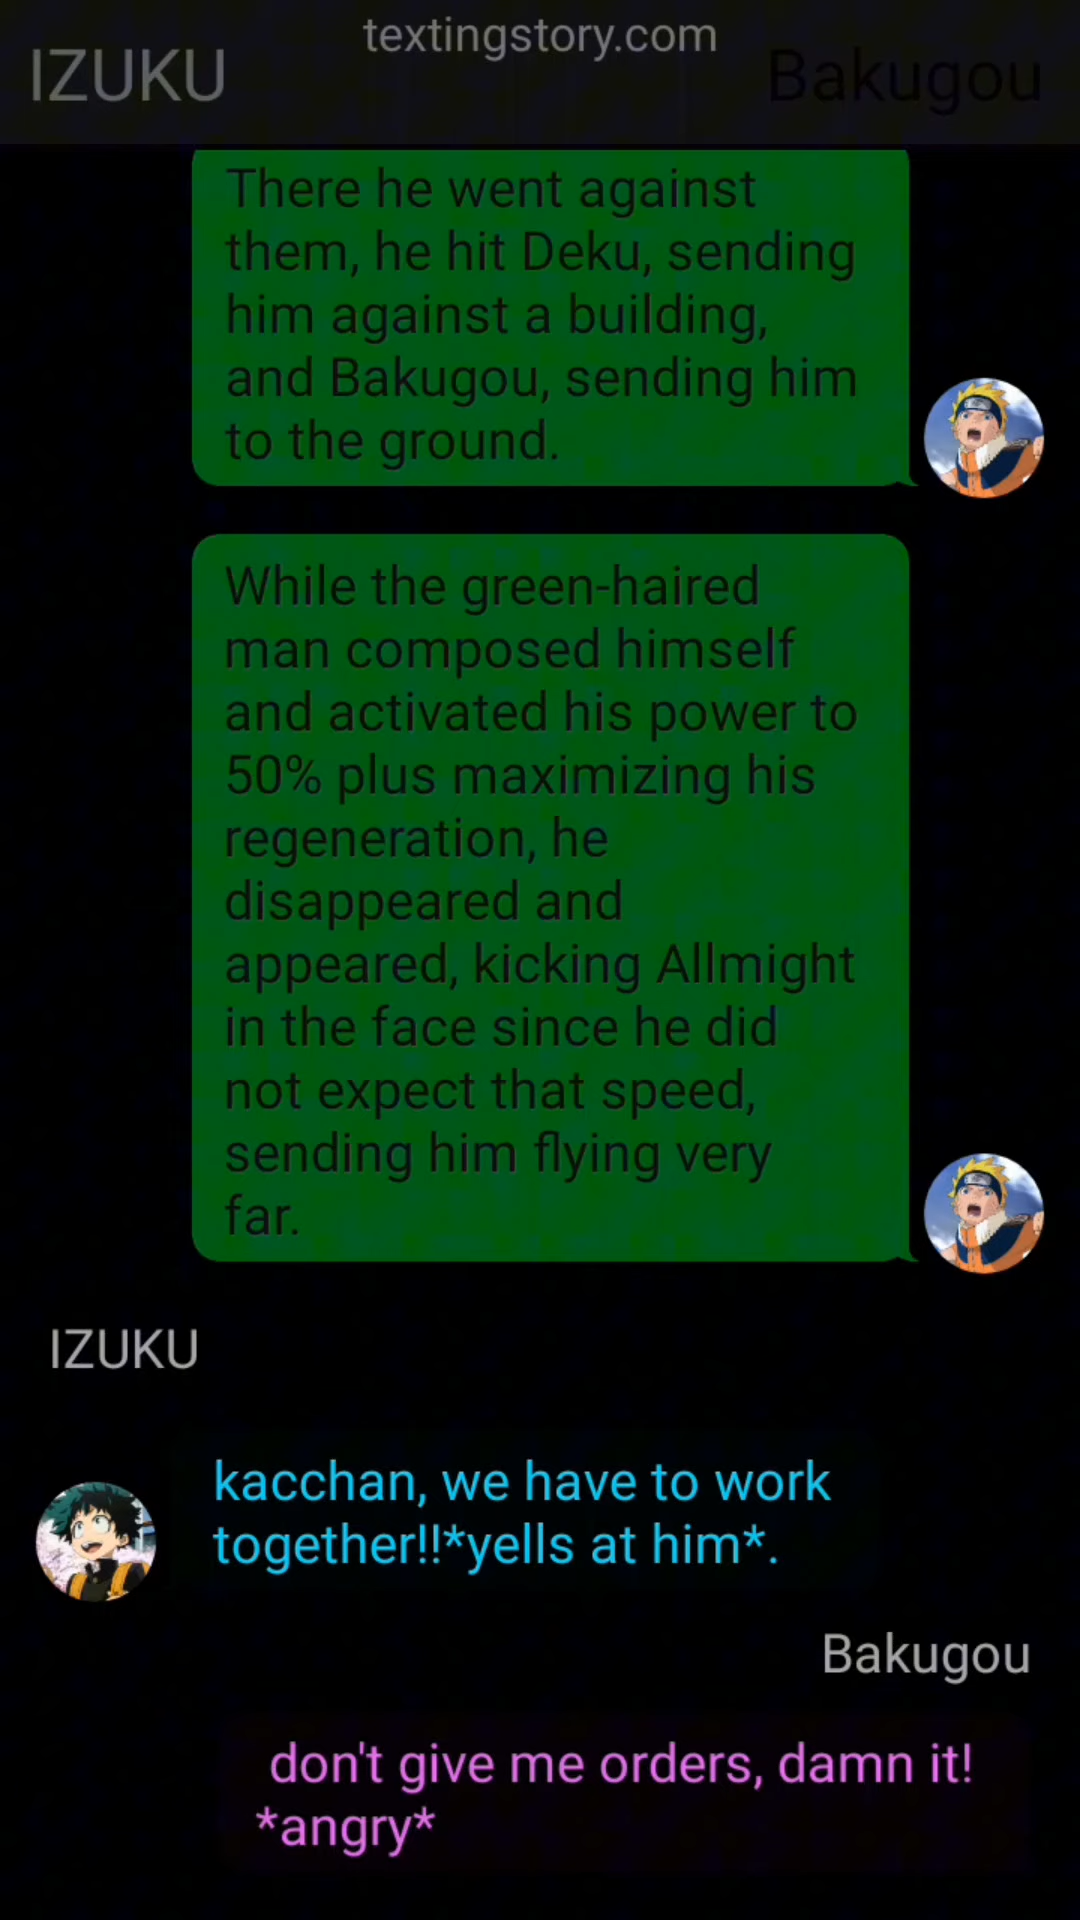 textingstory.com
IZUKU
Bakugou
There he went against
them, he hit Deku, sending
him against a building,
and Bakugou, sending him
to the ground.
While the green-haired
man composed himself
and activated his power to
50% plus maximizing his
regeneration, he
disappeared and
appeared, kicking Allmight
in the face since he did
not expect that speed,
sending him flying very
far.
IZUKU
kacchan, we have to work
together!!*yells at him*.
Bakugou
don't give me orders, damn it!
*angry*